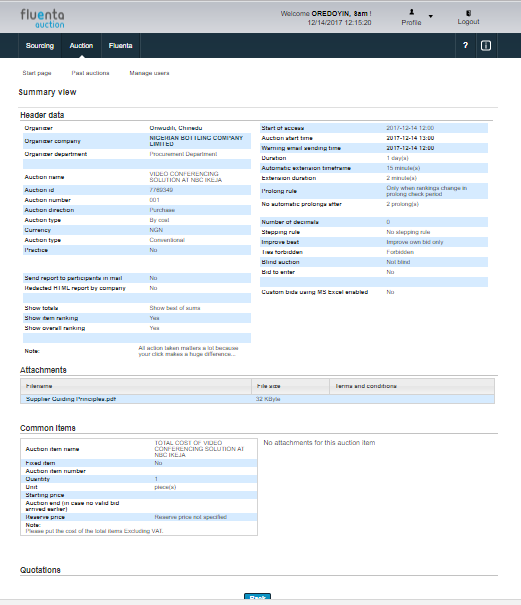 fluenta
auction
Welcome OREDOYIN, Sam !
12/14/2017 12:15:20
Profile
Logout
Sourcing
Auction
Fluenta
?
Start page
Past auctions
Manage users
Summary view
Header data
Organizer
Onwudili, Chinedu
Organizer company
NIGERIAN BOTTLING COMPANY
LIMITED
Organizer department
Procurement Department
Auction name
VIDEO CONFERENCING
SOLUTION AT NBC IKEJA
Auction id
7769349
Auction number
001
Auction direction
Purchase
Auction type
By cost
Currency
NGN
Auction type
Conventional
Practice
No
Send report to participants in mail
No
Redacted HTML report by company
No
Show totals
Show best of sums
Show item ranking
Yes
Show overall ranking
Yes
Note:
All action taken matters a lot because
your click makes a huge difference...
Start of access
2017-12-14 12:00
Auction start time
2017-12-14 13:00
Warning email sending time
2017-12-14 12:00
Duration
1 day(s)
Automatic extension timeframe
15 minute(s)
Extension duration
2 minute(s)
Prolong rule
Only when rankings change in
prolong check period
No automatic prolongs after
2 prolong(s)
Number of decimals
0
Stepping rule
No stepping rule
Improve best
Improve own bid only
Ties forbidden
Forbidden
Blind auction
Not blind
Bid to enter
No
Custom bids using MS Excel enabled
No
Attachments
Filename
File size
Terms and conditions
Supplier Guiding Principles.pdf
32 KByte
Common items
Auction item name
TOTAL COST OF VIDEO
CONFERENCING SOLUTION AT
NBC IKEJA
Fixed item
No
Auction item number
Quantity
1
Unit
piece(s)
Starting price
Auction end (in case no valid bid
arrived earlier)
Reserve price
Reserve price not specified
Note:
Please put the cost of the total items Excluding VAT.
No attachments for this auction item
Quotations
Back